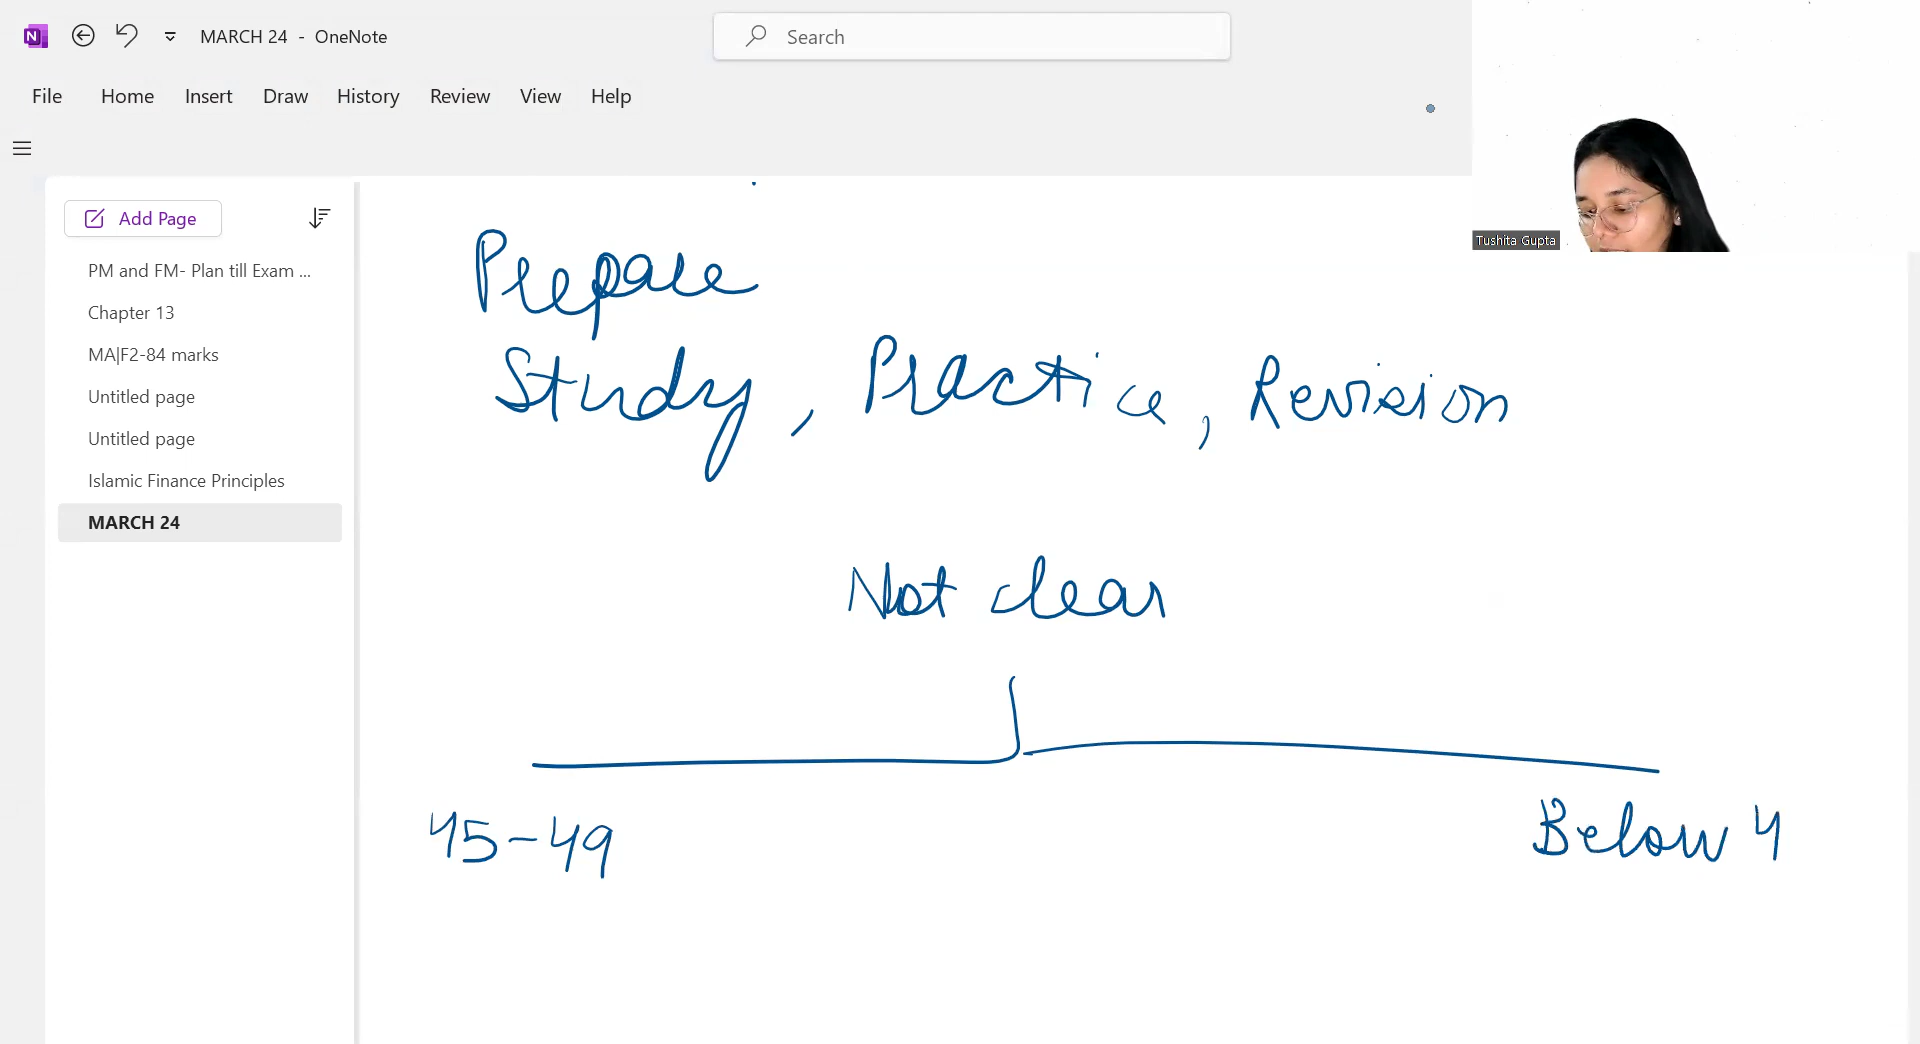 MARCH 24 - OneNote
Search
File Home Insert Draw History Review View Help
Tushita Gupta
Add Page
PM and FM- Plan till Exam ...
Chapter 13
MA|F2-84 marks
Untitled page
Untitled page
Islamic Finance Principles
MARCH 24
Prepare
Study, Practice, Revision
Not clear
45-49
Below 4